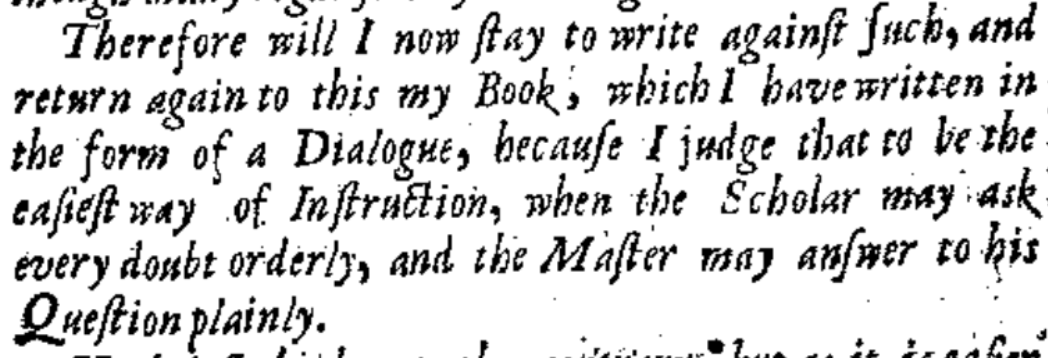 Therefore will I now ſtay to write againſt ſuch, and
return again to this my Book, which I have written in
the form of a Dialogue, becauſe I judge that to be the
eaſieſt way of Inſtruction, when the Scholar may ask
every doubt orderly, and the Maſter may anſwer to his
Queſtion plainly.